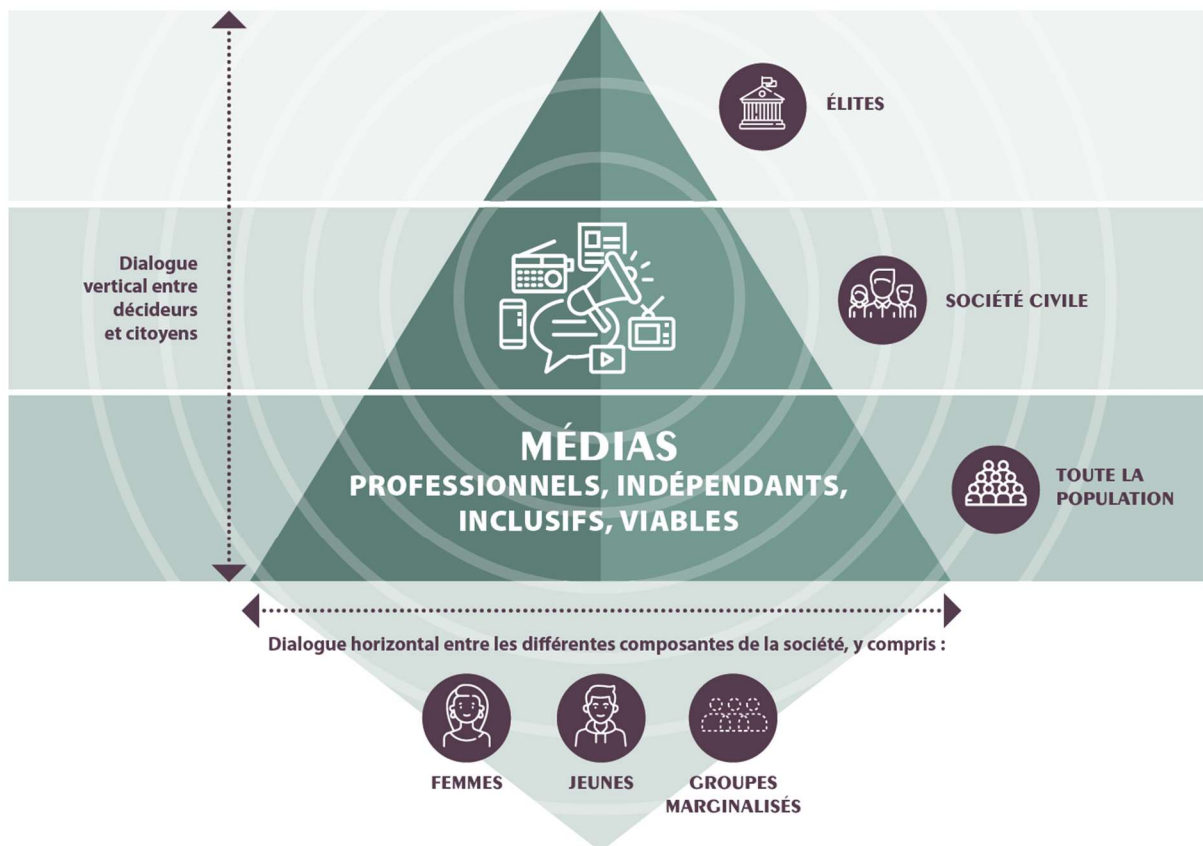 ÉLITES
Dialogue
vertical entre
décideurs
et citoyens
SOCIÉTÉ CIVILE
MÉDIAS
PROFESSIONNELS, INDÉPENDANTS,
INCLUSIFS, VIABLES
TOUTE LA
POPULATION
Dialogue horizontal entre les différentes composantes de la société, y compris :
FEMMES
JEUNES
GROUPES
MARGINALISÉS